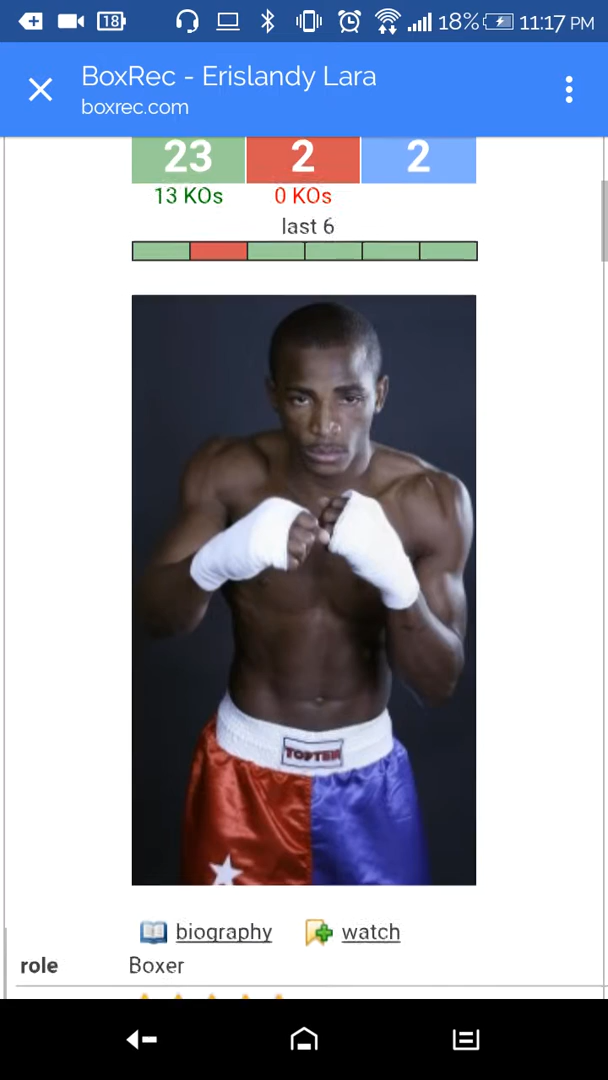 18
18% 11:17 PM
BoxRec - Erislandy Lara
boxrec.com
23 2 2
13 KOs 0 KOs
last 6
TOPTEN
biography watch
role Boxer